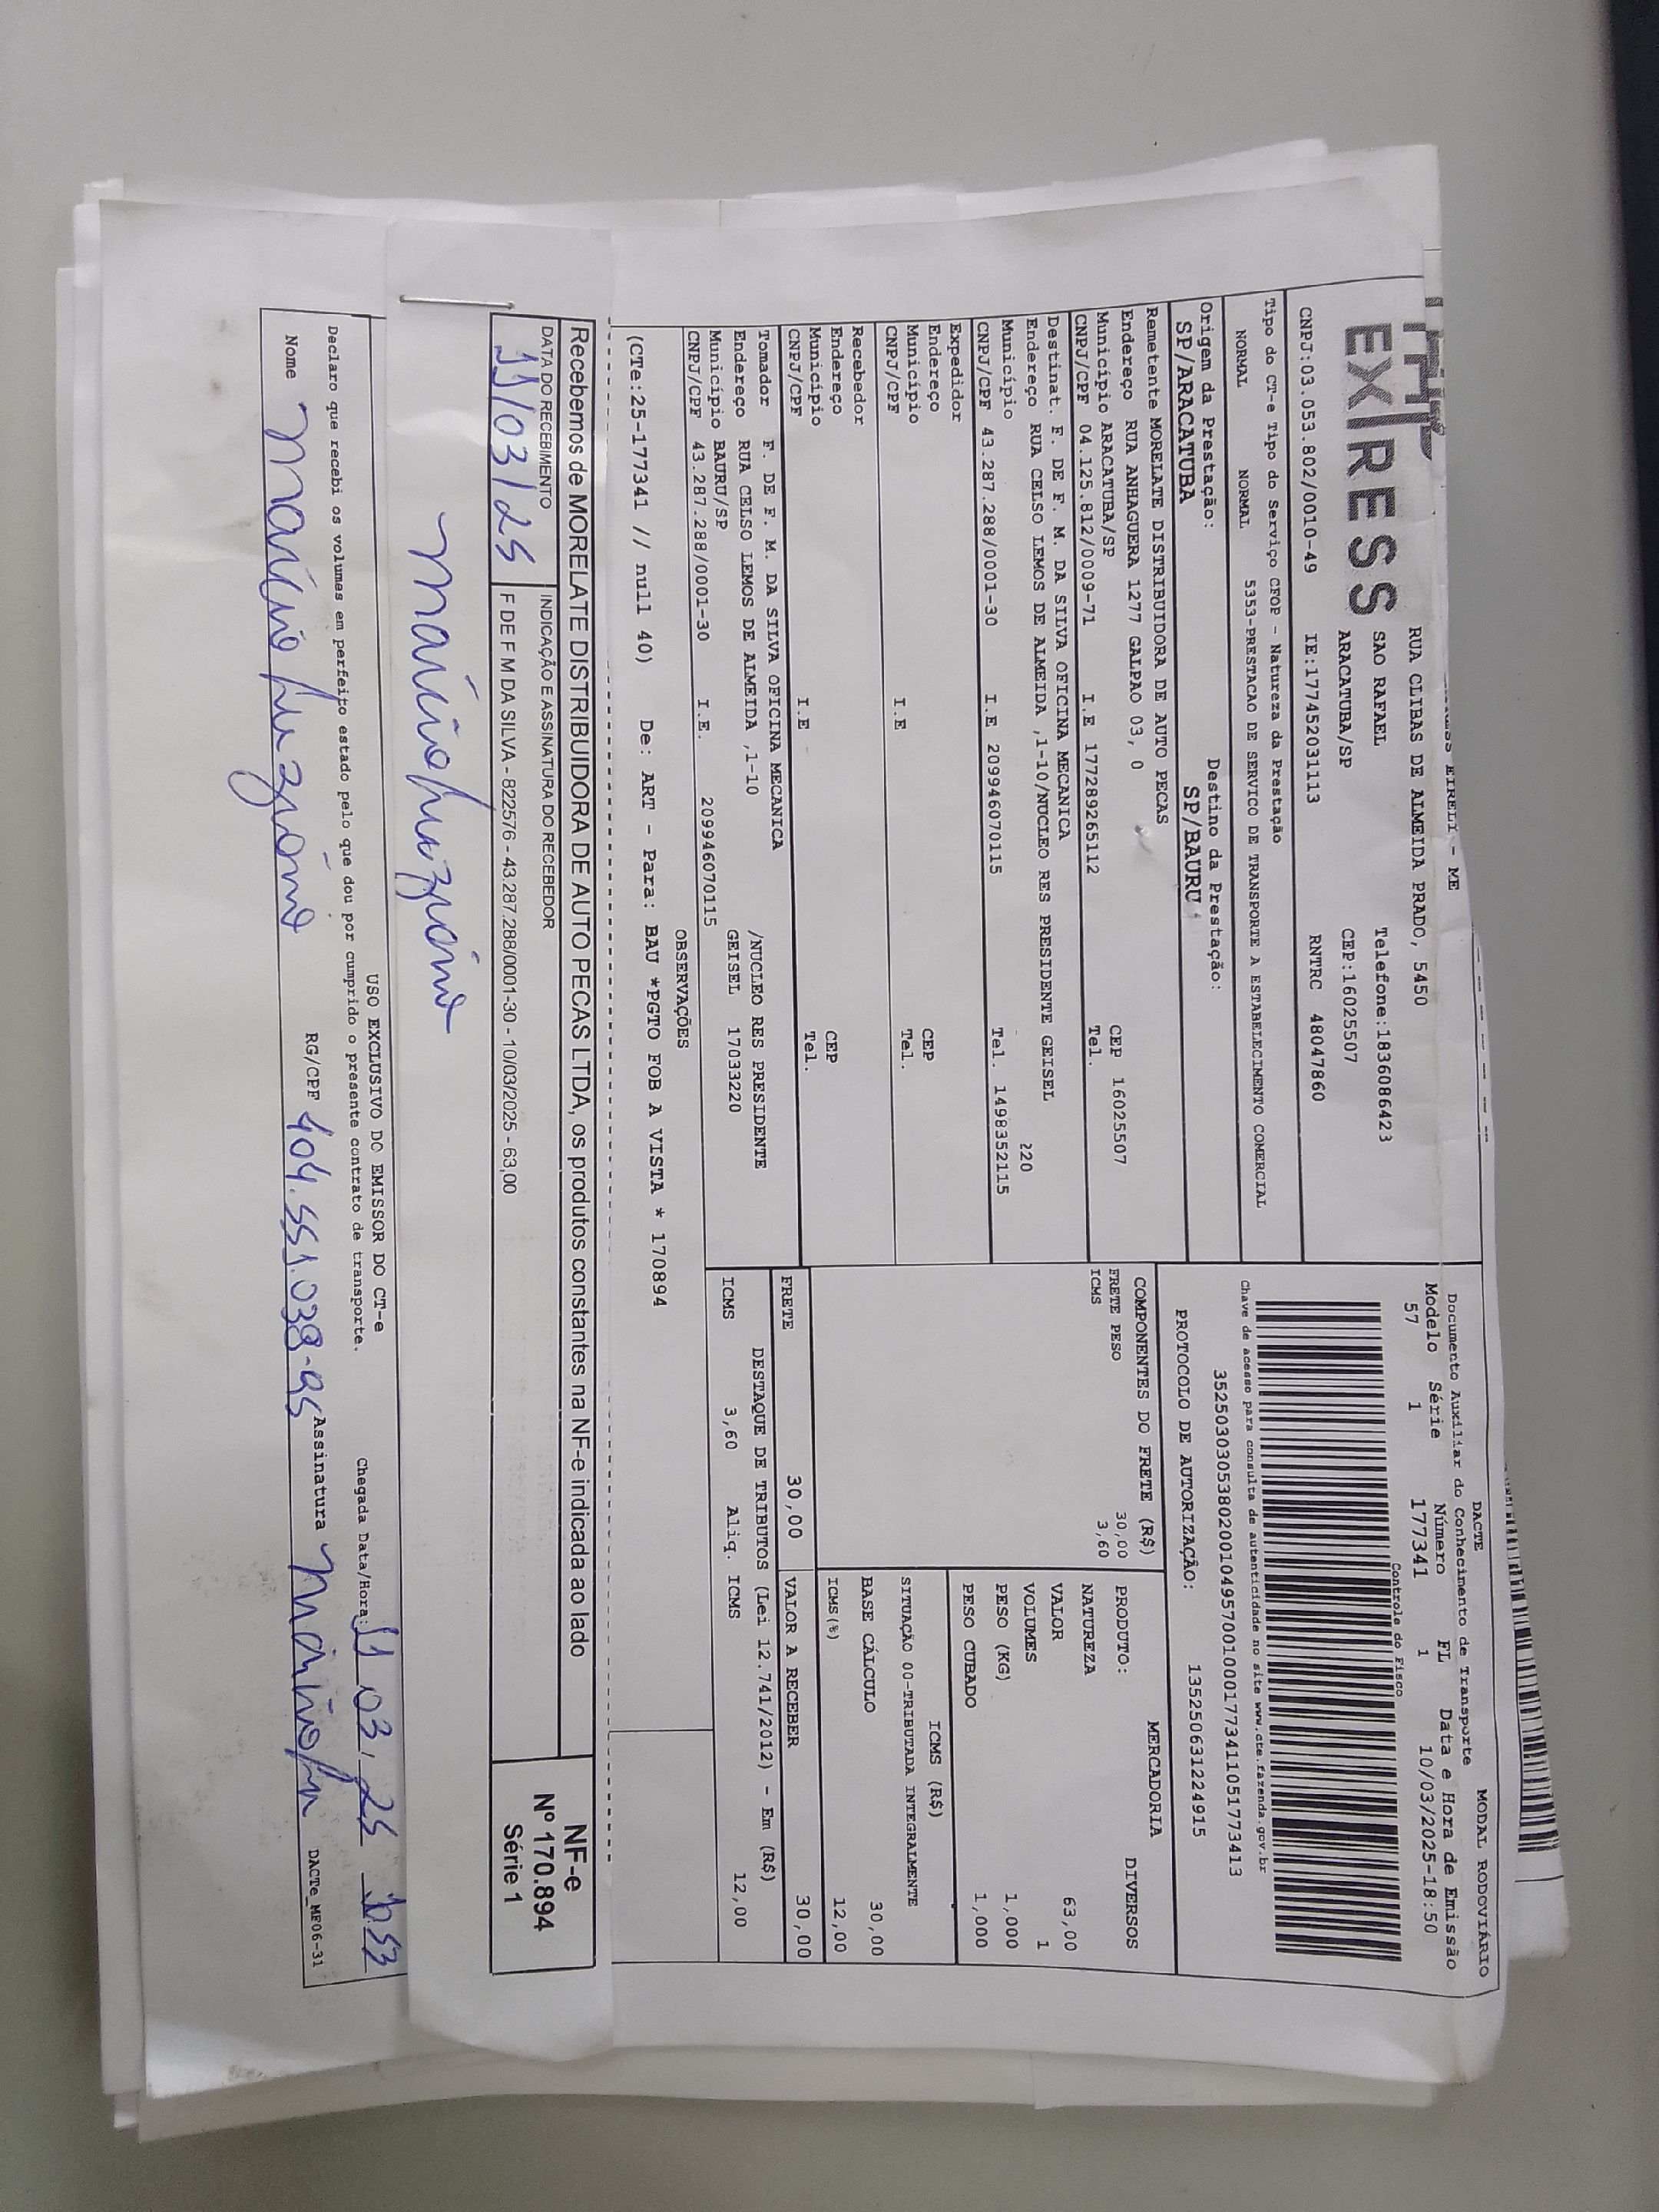 EIRELI - ME
EXPRESS
RUA CLIBAS DE ALMEIDA PRADO, 5450
SAO RAFAEL Telefone:1836086423
ARACATUBA/SP CEP:16025507
CNPJ:03.053.802/0010-49 IE:177452031113 RNTRC 48047860
Tipo do CT-e Tipo do Serviço CFOP - Natureza da Prestação
NORMAL NORMAL 5353-PRESTACAO DE SERVICO DE TRANSPORTE A ESTABELECIMENTO COMERCIAL
Origem da Prestação: Destino da Prestação:
SP/ARACATUBA SP/BAURU
DACTE MODAL RODOVIÁRIO
Documento Auxiliar do Conhecimento de Transporte
Modelo Série Número FL Data e Hora de Emissão
57 1 177341 1 10/03/2025-18:50
Controle do Fisco
Chave de acesso para consulta de autenticidade no site www.cte.fazenda.gov.br
35250303053802001049570010001773411051773413
PROTOCOLO DE AUTORIZAÇÃO: 135250631224915
Remetente MORELATE DISTRIBUIDORA DE AUTO PECAS
Endereço RUA ANHAGUERA 1277 GALPAO 03, 0
Município ARACATUBA/SP CEP 16025507
CNPJ/CPF 04.125.812/0009-71 I.E 177289265112 Tel.
Destinat. F. DE F. M. DA SILVA OFICINA MECANICA
Endereço RUA CELSO LEMOS DE ALMEIDA ,1-10/NUCLEO RES PRESIDENTE GEISEL
Município 220
CNPJ/CPF 43.287.288/0001-30 I.E 209946070115 Tel. 1498352115
Expedidor
Endereço
Município CEP
CNPJ/CPF I.E Tel.
Recebedor
Endereço
Município CEP
CNPJ/CPF I.E Tel.
Tomador F. DE F. M. DA SILVA OFICINA MECANICA
Endereço RUA CELSO LEMOS DE ALMEIDA ,1-10 /NUCLEO RES PRESIDENTE
Município BAURU/SP GEISEL 17033220
CNPJ/CPF 43.287.288/0001-30 I.E. 209946070115
COMPONENTES DO FRETE (R$)
FRETE PESO 30,00
ICMS 3,60
MERCADORIA
PRODUTO: DIVERSOS
NATUREZA
VALOR 63,00
VOLUMES 1
PESO (KG) 1,000
PESO CUBADO 1,000
ICMS (R$)
SITUAÇÃO 00-TRIBUTADA INTEGRALMENTE
BASE CÁLCULO 30,00
ICMS(%) 12,00
FRETE 30,00 VALOR A RECEBER 30,00
DESTAQUE DE TRIBUTOS (Lei 12.741/2012) - Em (R$)
ICMS 3,60 Aliq. ICMS 12,00
OBSERVAÇÕES
(CTe:25-177341 // null 40) De: ART - Para: BAU *PGTO FOB A VISTA * 170894
Recebemos de MORELATE DISTRIBUIDORA DE AUTO PECAS LTDA, os produtos constantes na NF-e indicada ao lado
DATA DO RECEBIMENTO INDICAÇÃO E ASSINATURA DO RECEBEDOR
11/03/25 F DE F M DA SILVA - 822576 - 43.287.288/0001-30 - 10/03/2025 - 63,00
NF-e
Nº 170.894
Série 1
USO EXCLUSIVO DO EMISSOR DO CT-e
Declaro que recebi os volumes em perfeito estado pelo que dou por cumprido o presente contrato de transporte.
Chegada Data/Hora: 11 03, 25
Nome RG/CPF 404.551.038-95 Assinatura
DACTe_MF06-31